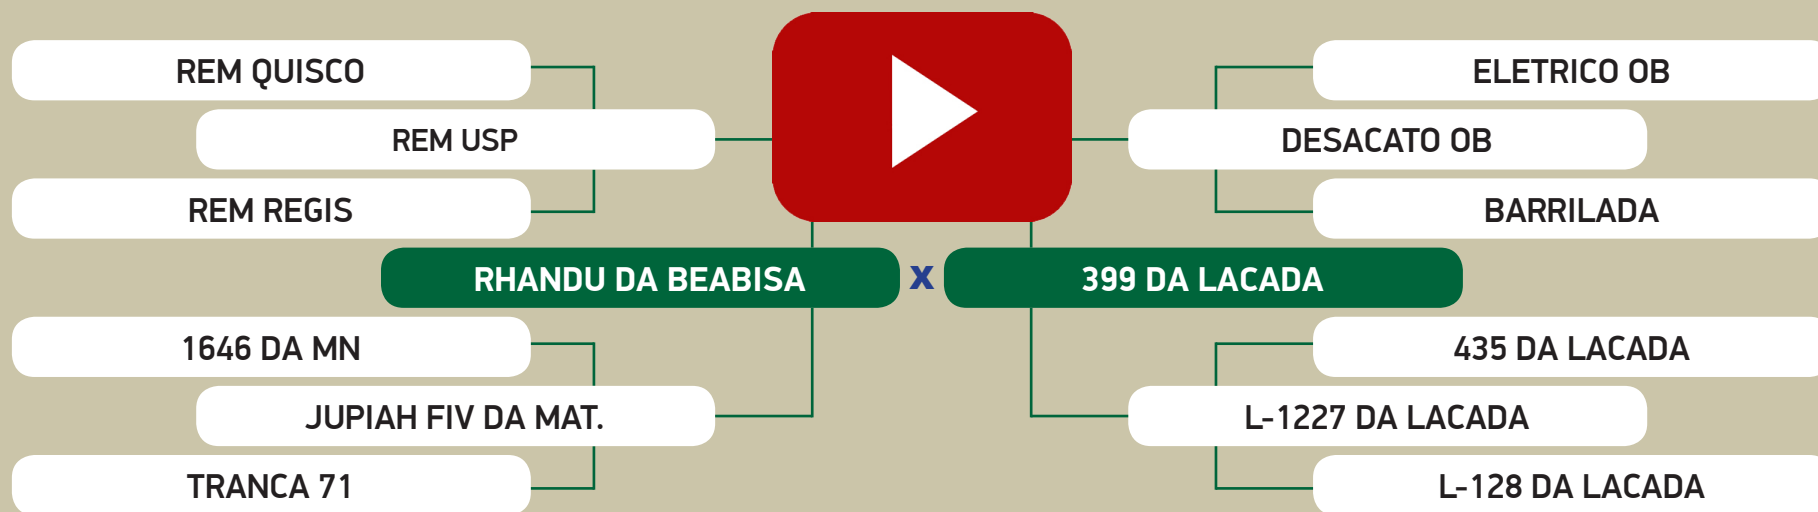 REM QUISCO
ELETRICO OB
REM USP
DESACATO OB
REM REGIS
BARRILADA
RHANDU DA BEABISA x 399 DA LACADA
1646 DA MN
435 DA LACADA
JUPIAH FIV DA MAT.
L-1227 DA LACADA
TRANCA 71
L-128 DA LACADA